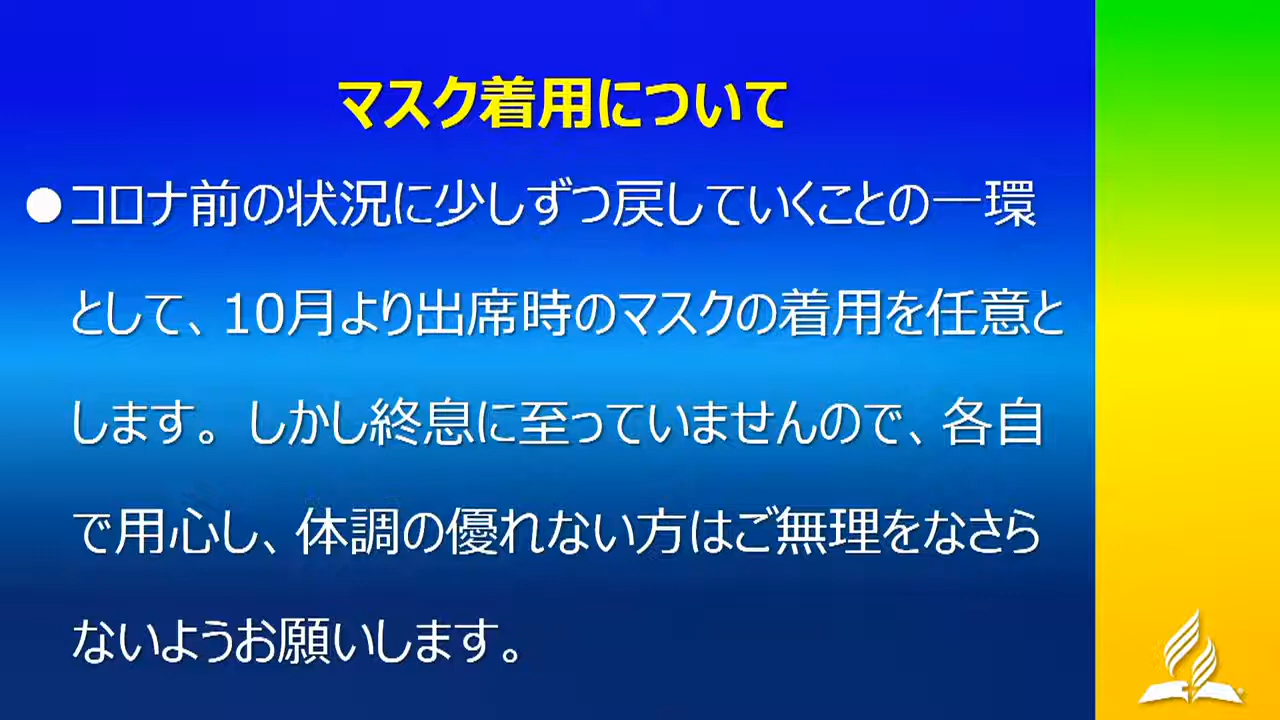 マスク着用について
●コロナ前の状況に少しずつ戻していくことの一環
として、10月より出席時のマスクの着用を任意と
します。しかし終息に至っていませんので、各自
で用心し、体調の優れない方はご無理をなさら
ないようお願いします。